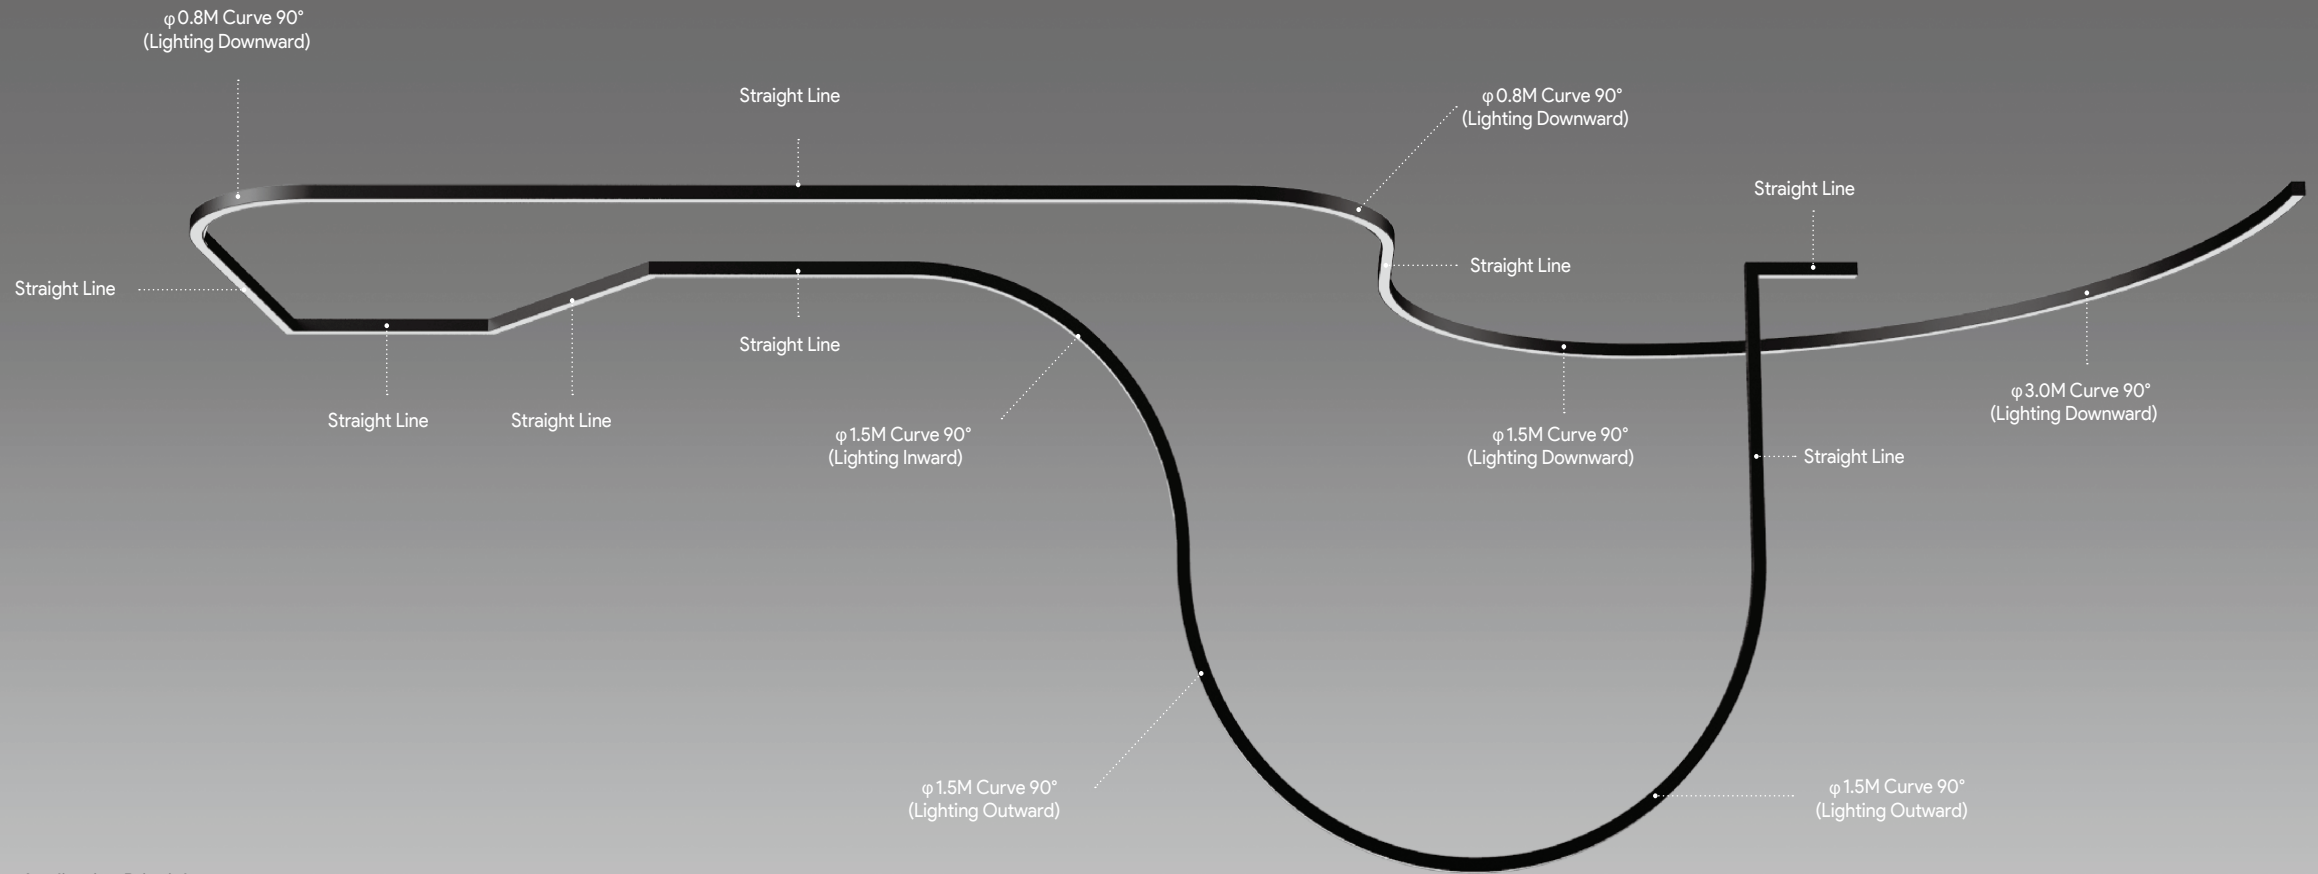 φ0.8M Curve 90°
(Lighting Downward)
Straight Line
φ0.8M Curve 90°
(Lighting Downward)
Straight Line
Straight Line
Straight Line
Straight Line
φ3.0M Curve 90°
(Lighting Downward)
Straight Line
Straight Line
φ1.5M Curve 90°
(Lighting Inward)
φ1.5M Curve 90°
(Lighting Downward)
Straight Line
φ1.5M Curve 90°
(Lighting Outward)
φ1.5M Curve 90°
(Lighting Outward)